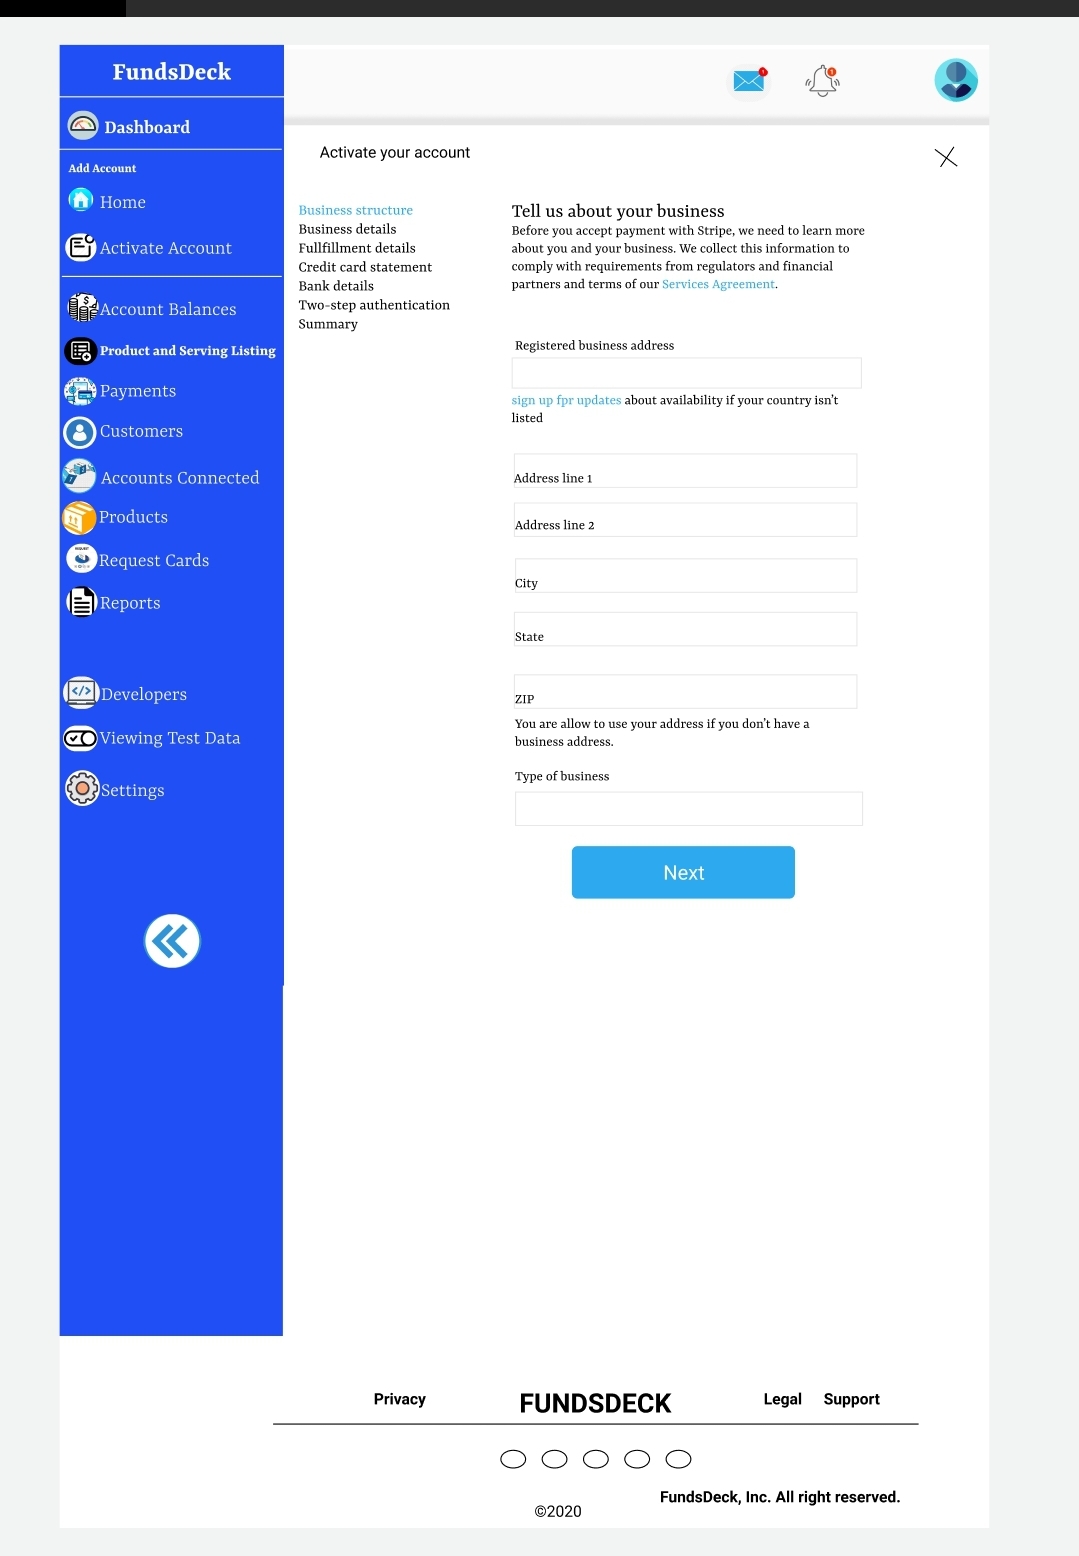 FundsDeck
Dashboard
Add Account
Home
Activate Account
Account Balances
Product and Serving Listing
Payments
Customers
Accounts Connected
Products
Request Cards
Reports
Developers
Viewing Test Data
Settings
Activate your account
Business structure
Business details
Fullfillment details
Credit card statement
Bank details
Two-step authentication
Summary
Tell us about your business
Before you accept payment with Stripe, we need to learn more
about you and your business. We collect this information to
comply with requirements from regulators and financial
partners and terms of our Services Agreement.
Registered business address
sign up fpr updates about availability if your country isn't
listed
Address line 1
Address line 2
City
State
ZIP
You are allow to use your address if you don't have a
business address.
Type of business
Next
Privacy
FUNDSDECK
Legal
Support
FundsDeck, Inc. All right reserved.
©2020